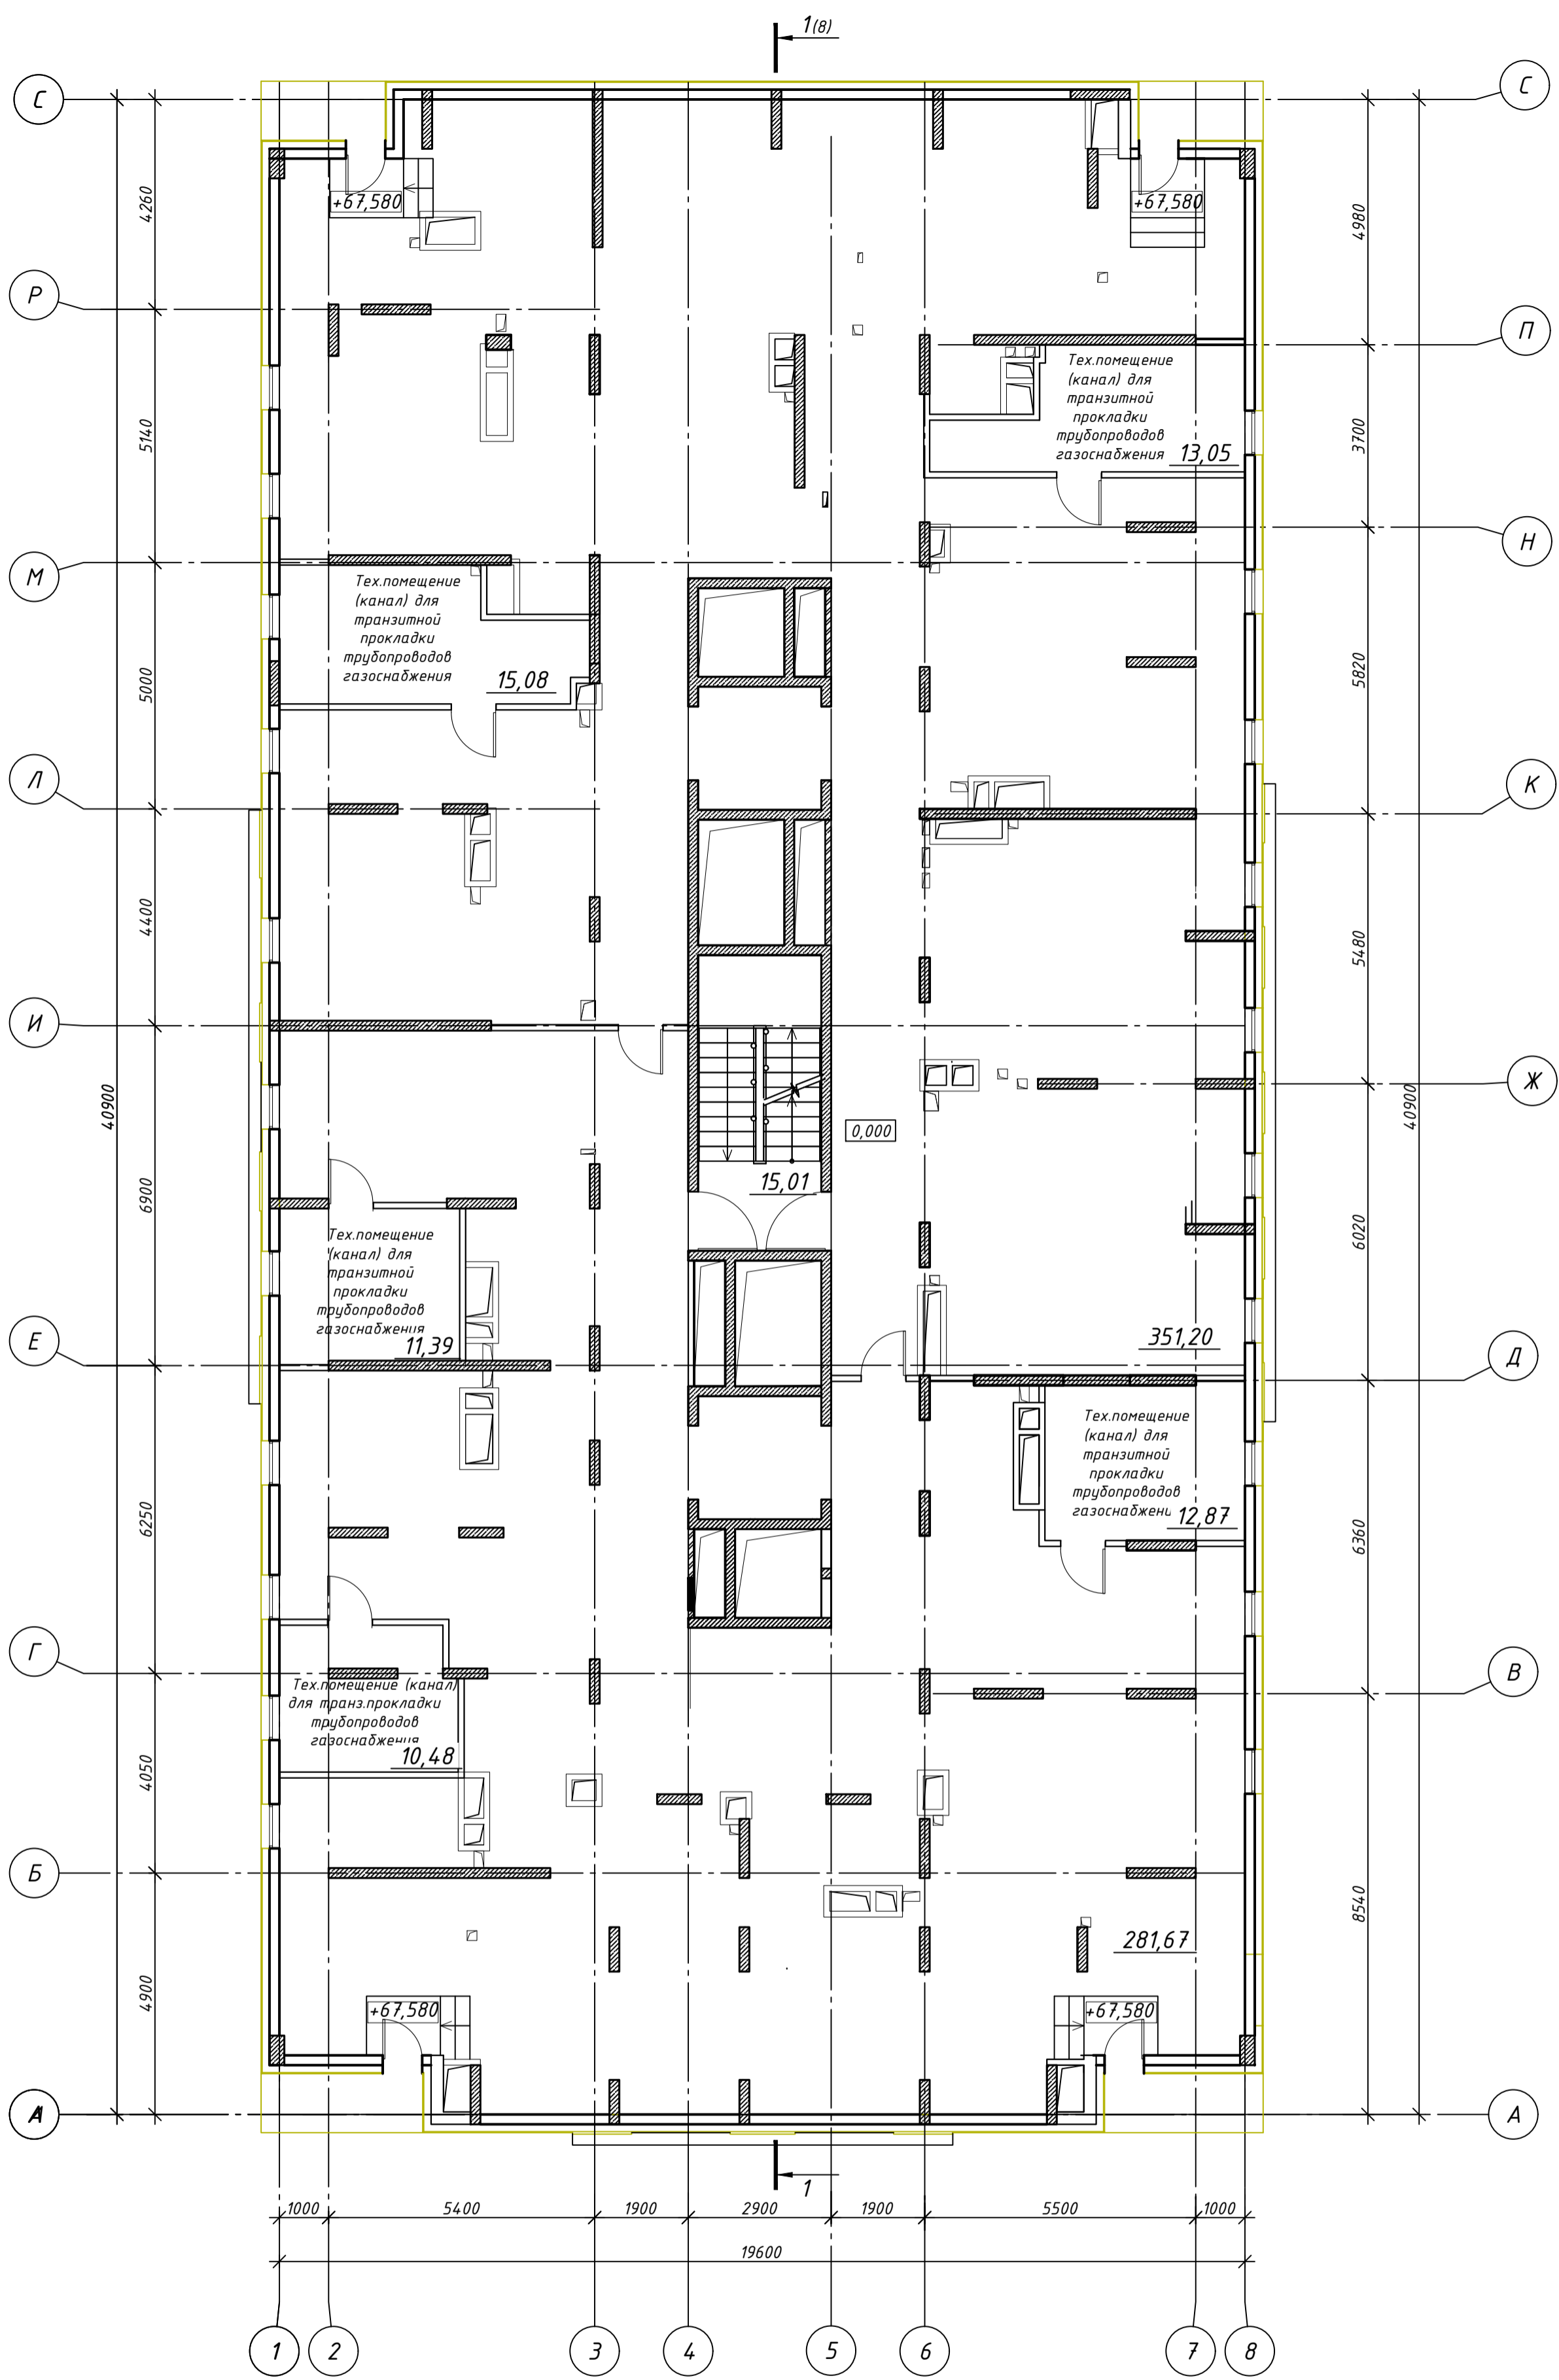 1(8)
С
С
+67,580
+67,580
4260
4980
Р
П
Тех.помещение
(канал) для
транзитной
прокладки
трубопроводов
газоснабжения
13,05
5140
3700
М
Н
Тех.помещение
(канал) для
транзитной
прокладки
трубопроводов
газоснабжения
15,08
5000
5820
Л
К
4400
5480
И
Ж
40900
40900
0,000
15,01
6900
6020
Тех.помещение
(канал) для
транзитной
прокладки
трубопроводов
газоснабжения
11,39
351,20
Е
Д
Тех.помещение
(канал) для
транзитной
прокладки
трубопроводов
газоснабжени
12,87
6250
6360
Г
В
Тех.помещение (канал)
для транз.прокладки
трубопроводов
газоснабжения
10,48
4050
Б
8540
281,67
4900
+67,580
+67,580
А
А
1
1000
5400
1900
2900
1900
5500
1000
19600
1
2
3
4
5
6
7
8